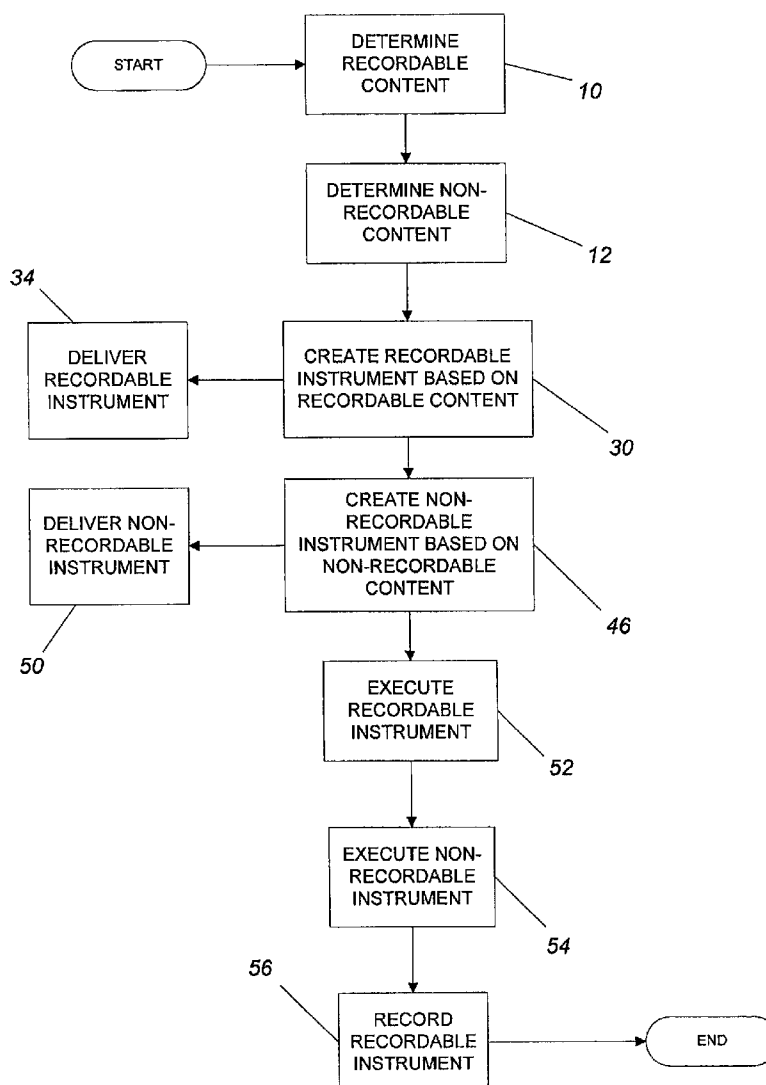 START
DETERMINE
RECORDABLE
CONTENT
10
DETERMINE NON-
RECORDABLE
CONTENT
12
34
DELIVER
RECORDABLE
INSTRUMENT
CREATE RECORDABLE
INSTRUMENT BASED ON
RECORDABLE CONTENT
30
DELIVER NON-
RECORDABLE
INSTRUMENT
50
CREATE NON-
RECORDABLE
INSTRUMENT BASED ON
NON-RECORDABLE
CONTENT
46
EXECUTE
RECORDABLE
INSTRUMENT
52
EXECUTE NON-
RECORDABLE
INSTRUMENT
54
56
RECORD
RECORDABLE
INSTRUMENT
END